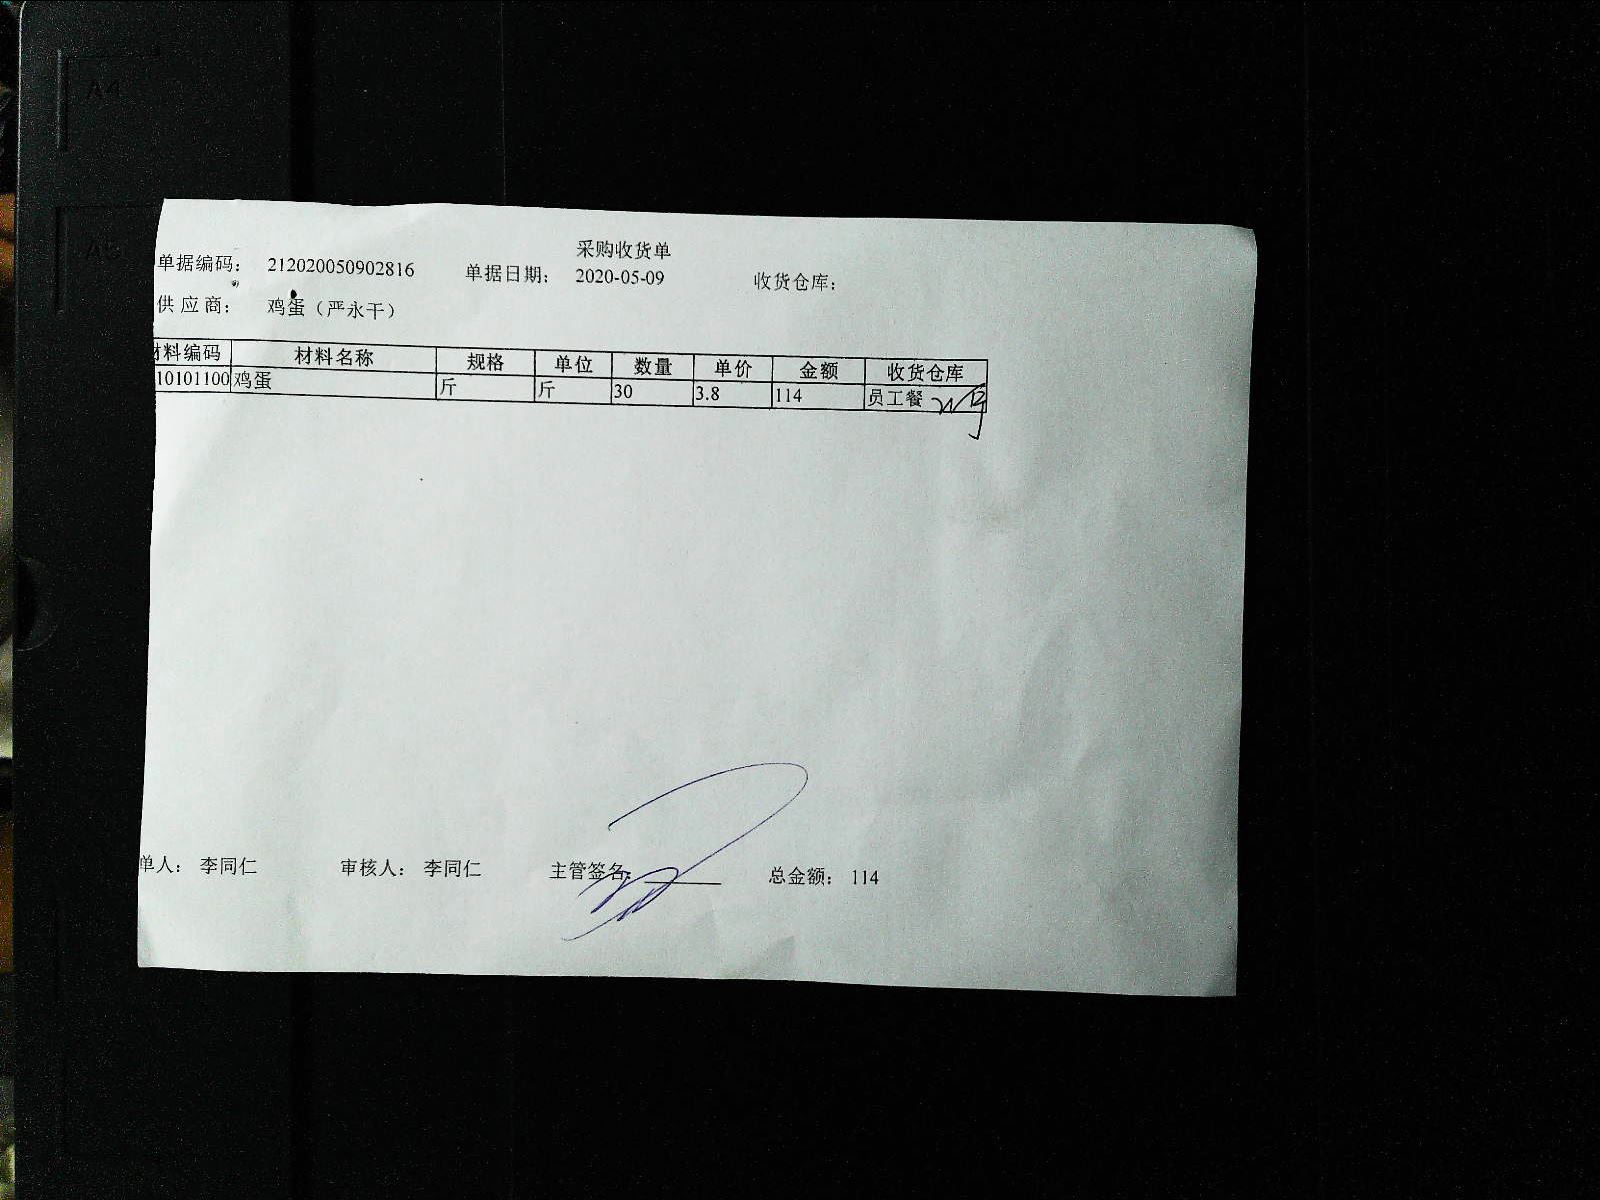 采购收货单
单据编码： 212020050902816 单据日期： 2020-05-09 收货仓库：
供应商： 鸡蛋（严永干）
材料编码 材料名称 规格 单位 数量 单价 金额 收货仓库
10101100 鸡蛋 斤 斤 30 3.8 114 员工餐
单人： 李同仁 审核人： 李同仁 主管签名： 总金额： 114
A4
A5